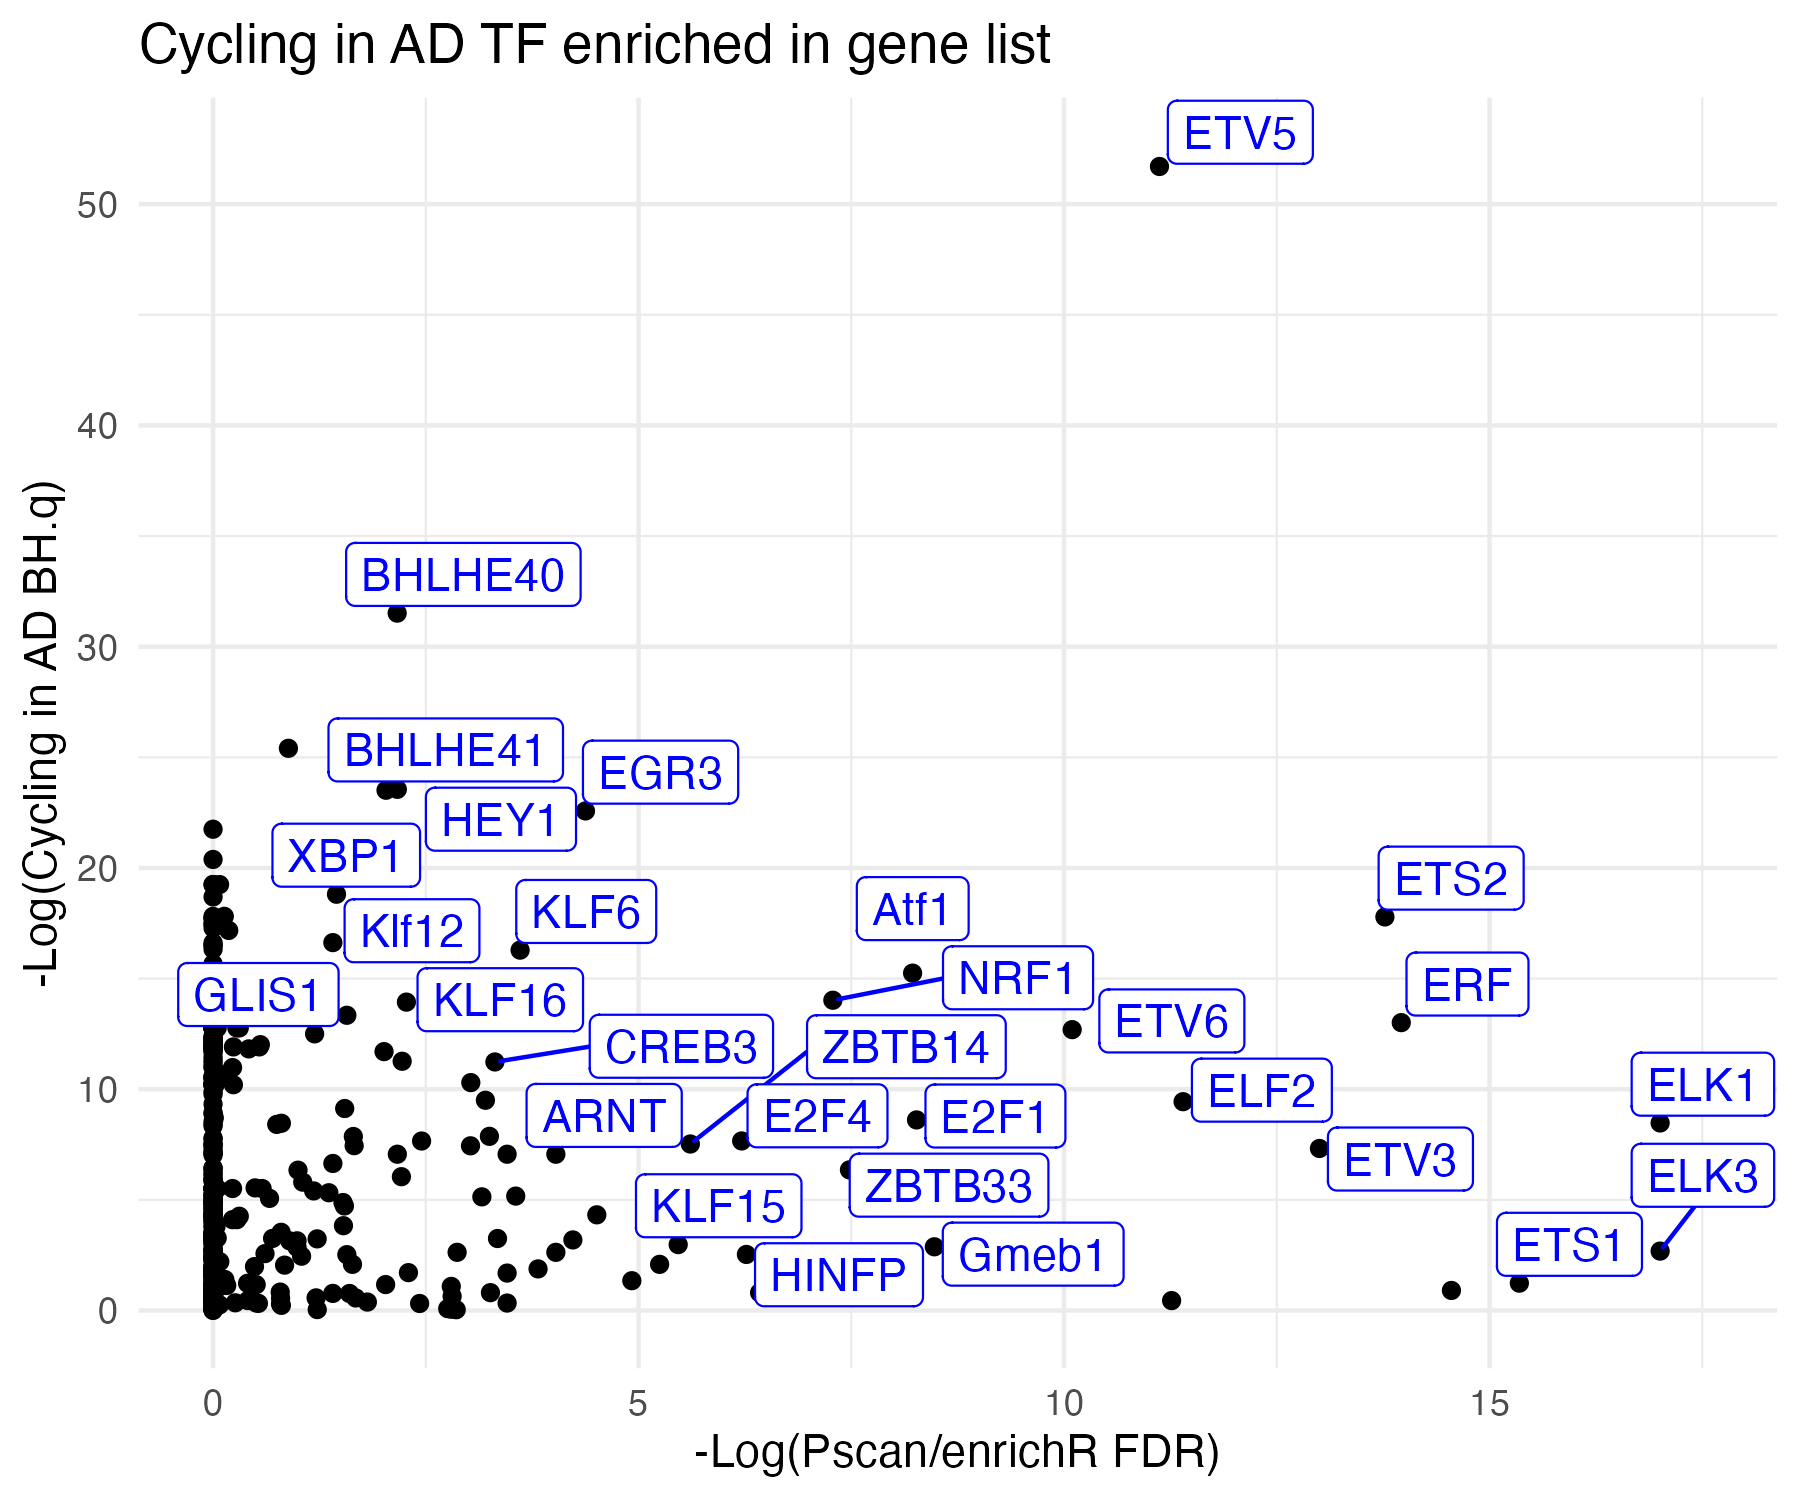 Cycling in AD TF enriched in gene list
ETV5
50
40
BHLHE40
30
BHLHE41
EGR3
HEY1
XBP1
20
ETS2
KLF6
Atf1
Klf12
NRF1
ERF
GLIS1
KLF16
ETV6
CREB3
ZBTB14
10
ELF2
ELK1
ARNT
E2F4
E2F1
ETV3
ELK3
ZBTB33
KLF15
ETS1
Gmeb1
HINFP
0
0
5
10
15
-Log(Pscan/enrichR FDR)
-Log(Cycling in AD BH.q)